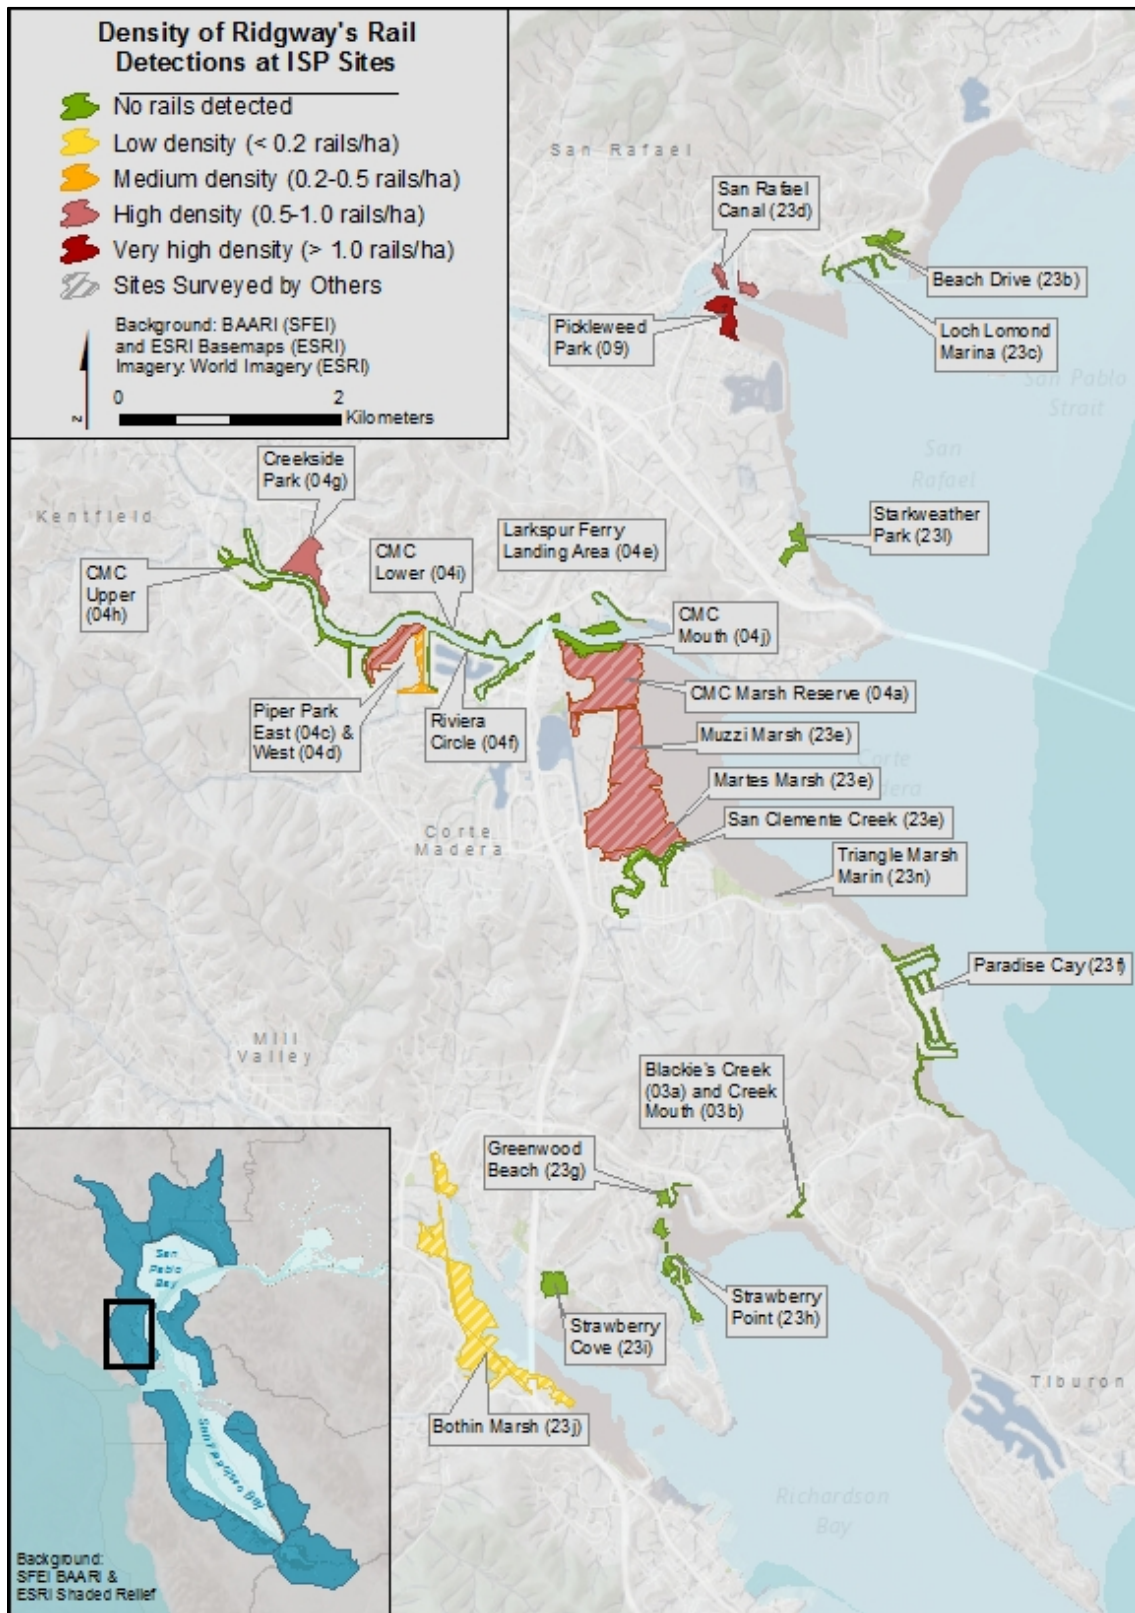 Density of Ridgway's Rail
Detections at ISP Sites
No rails detected
Low density (< 0.2 rails/ha)
Medium density (0.2-0.5 rails/ha)
High density (0.5-1.0 rails/ha)
Very high density (> 1.0 rails/ha)
Sites Surveyed by Others
Background: BAARI (SFEI)
and ESRI Basemaps (ESRI)
Imagery: World Imagery (ESRI)
0 2
Kilometers
N
San Rafael
San Rafael
Canal (23d)
Beach Drive (23b)
Pickleweed
Park (09)
Loch Lomond
Marina (23c)
San Pablo
Strait
San
Rafael
Creekside
Park (04g)
Kentfield
Larkspur Ferry
Landing Area (04e)
Starkweather
Park (23l)
CMC
Lower (04i)
CMC
Upper
(04h)
CMC
Mouth (04j)
CMC Marsh Reserve (04a)
Piper Park
East (04c) &
West (04d)
Riviera
Circle (04f)
Muzzi Marsh (23e)
Corte
Madera
Martes Marsh (23e)
San Clemente Creek (23e)
Corte
Madera
Triangle Marsh
Marin (23n)
Paradise Cay (23f)
Mill
Valley
Blackie's Creek
(03a) and Creek
Mouth (03b)
Greenwood
Beach (23g)
Strawberry
Point (23h)
Strawberry
Cove (23i)
Tiburon
Bothin Marsh (23j)
Richardson
Bay
San
Pablo
Bay
San Francisco Bay
Background:
SFEI BAARI &
ESRI Shaded Relief